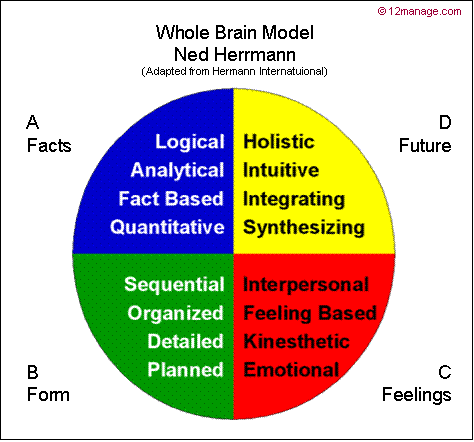 © 12manage.com
Whole Brain Model
Ned Herrmann
(Adapted from Hermann Internatuional)
A
Facts
D
Future
Logical
Analytical
Fact Based
Quantitative
Holistic
Intuitive
Integrating
Synthesizing
Sequential
Organized
Detailed
Planned
Interpersonal
Feeling Based
Kinesthetic
Emotional
B
Form
C
Feelings